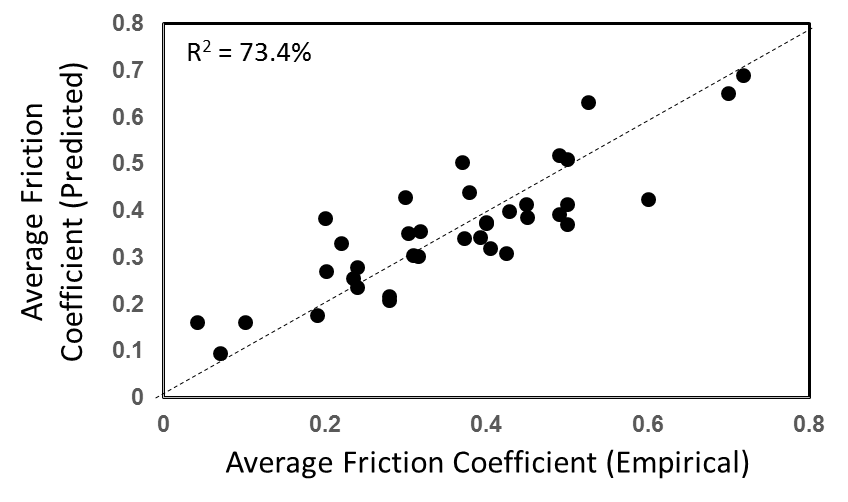 0.8
0.7
0.6
0.5
0.4
0.3
0.2
0.1
0
R² = 73.4%
Average Friction
Coefficient (Predicted)
0 0.2 0.4 0.6 0.8
Average Friction Coefficient (Empirical)